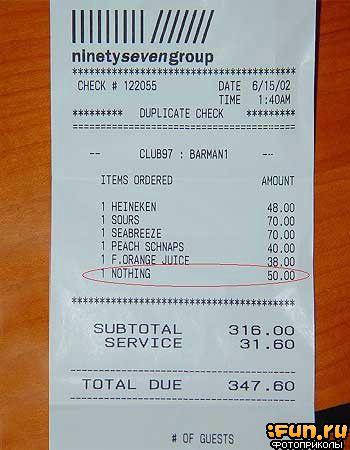 ninetysevengroup
*****************************
CHECK # 122055 DATE 6/15/02
TIME 1:40AM
********* DUPLICATE CHECK *********
-- CLUB97 : BARMAN1 --
ITEMS ORDERED AMOUNT
1 HEINEKEN 48.00
1 SOURS 70.00
1 SEABREEZE 70.00
1 PEACH SCHNAPS 40.00
1 F.ORANGE JUICE 38.00
1 NOTHING 50.00
*****************************
SUBTOTAL 316.00
SERVICE 31.60
TOTAL DUE 347.60
# OF GUESTS
iFun.ru
ФОТОПРИКОЛЫ